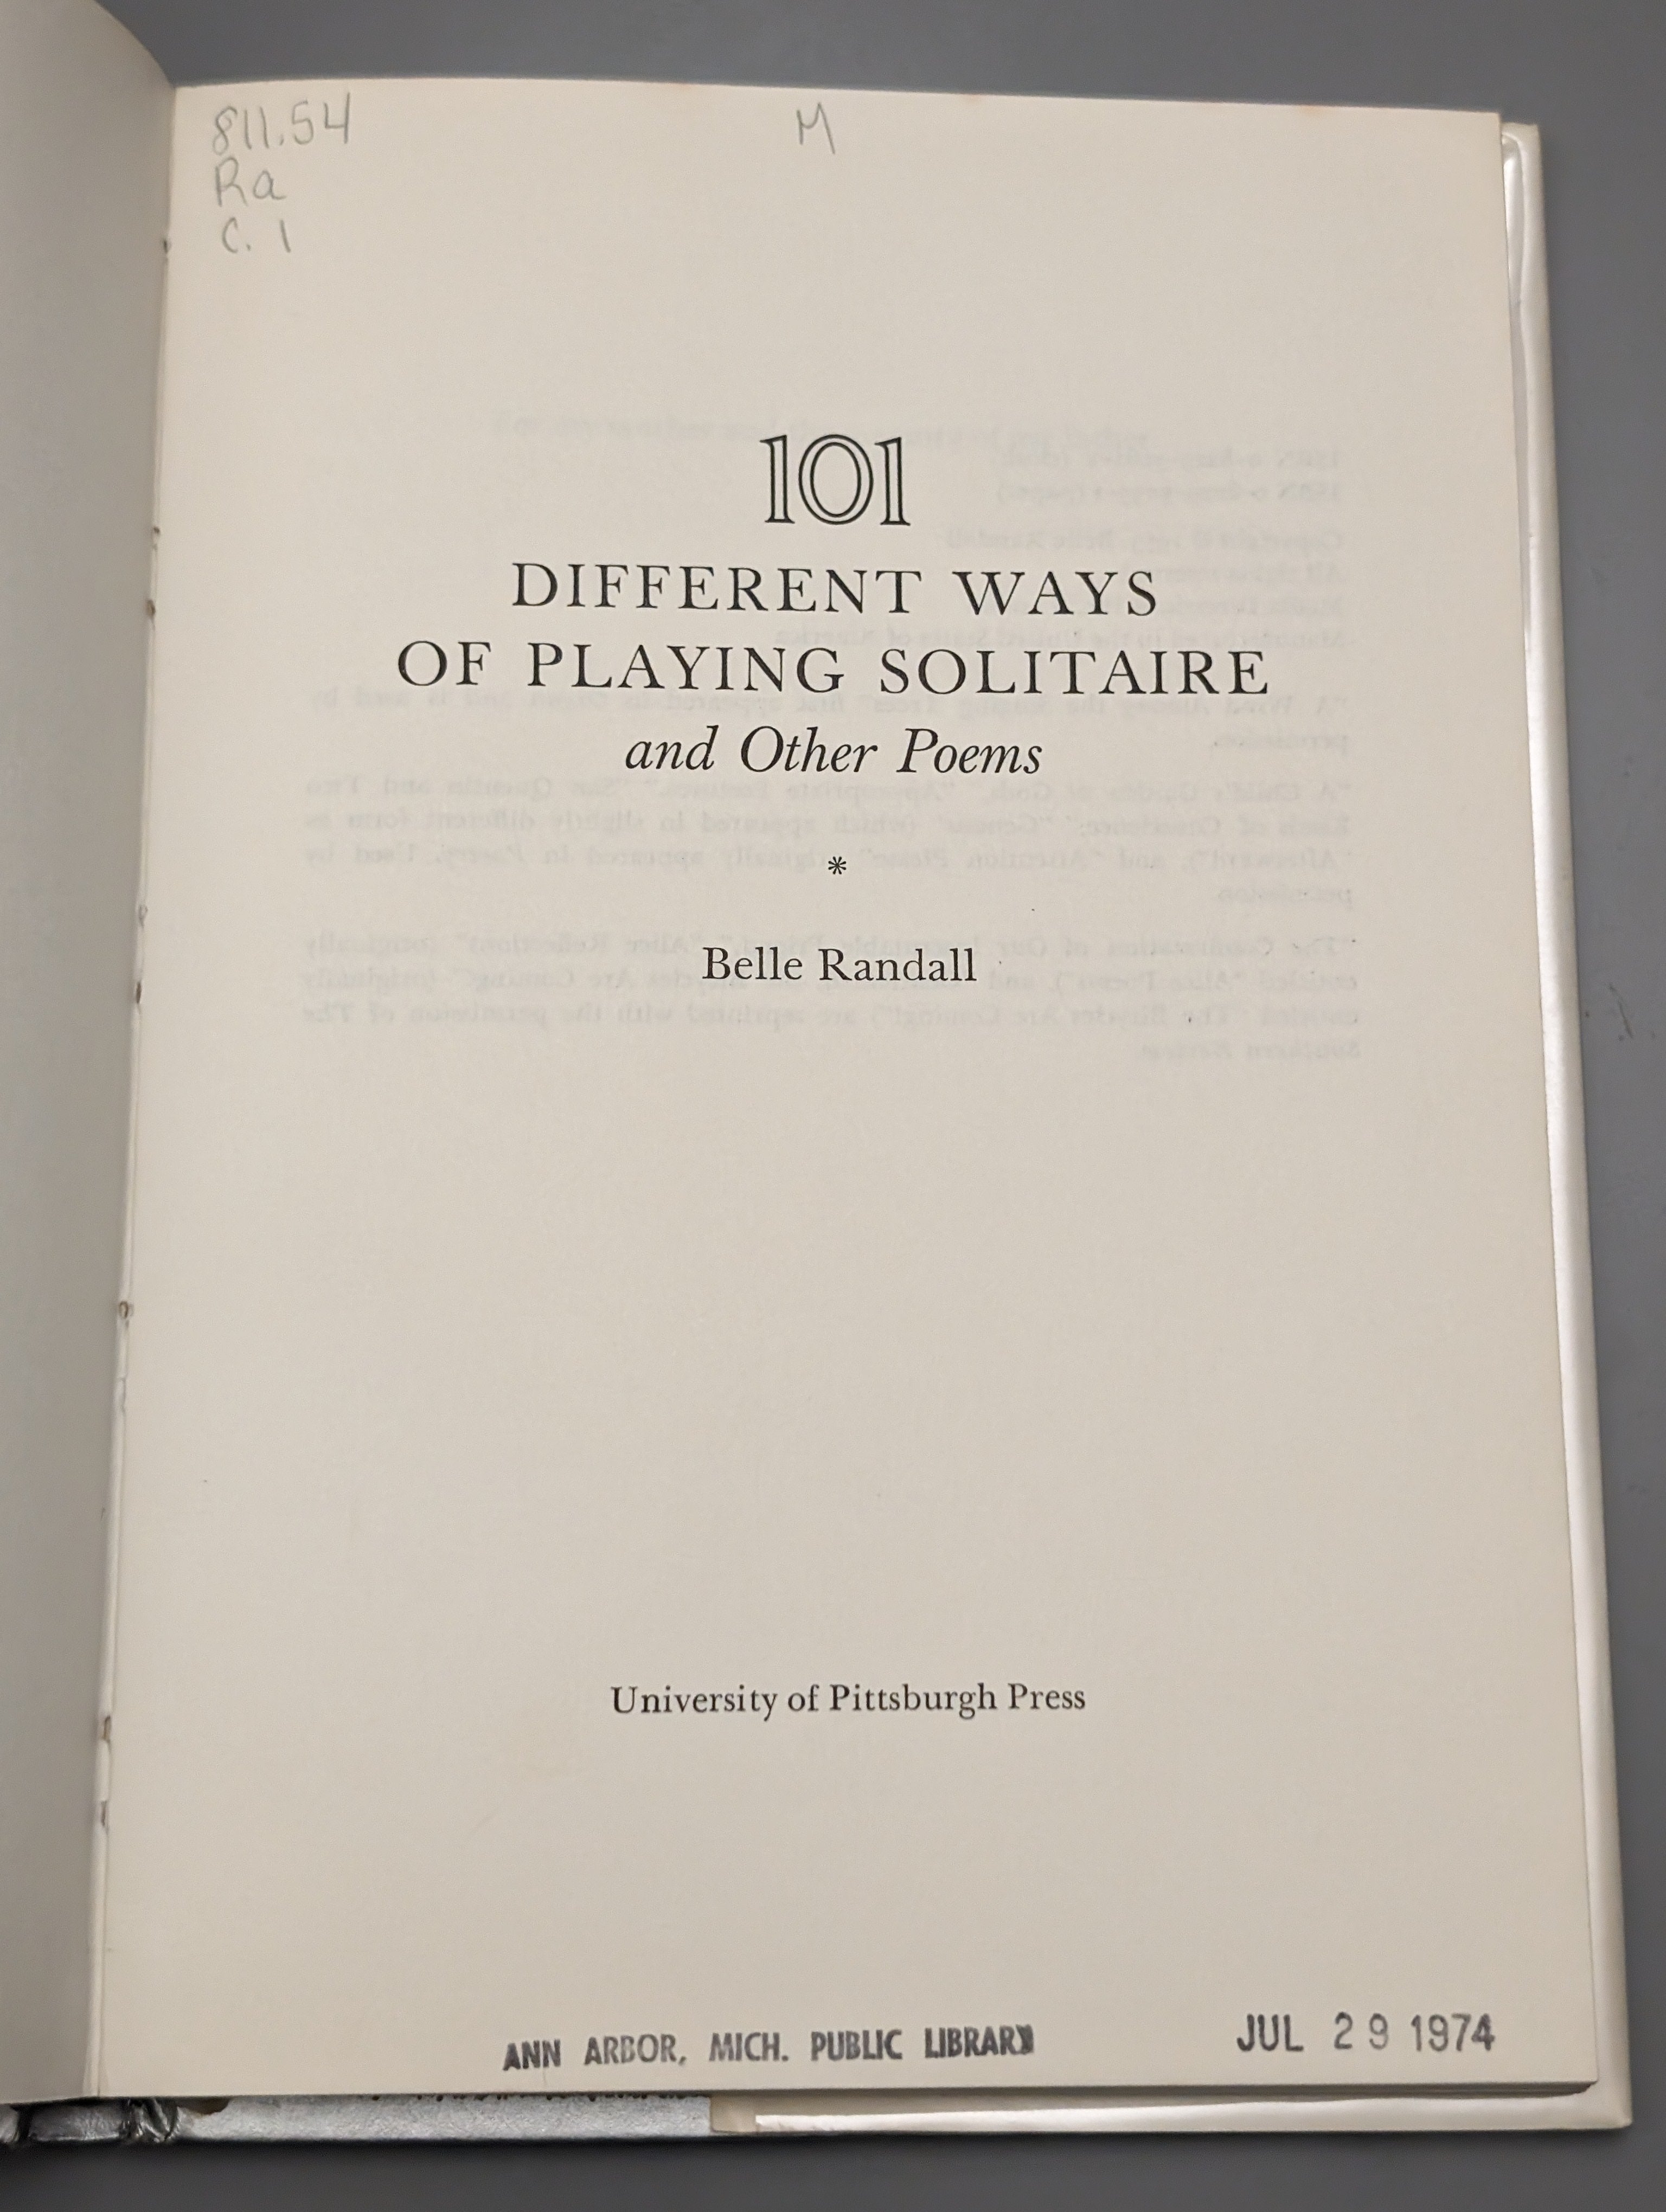 811.54
Ra
C. 1
M
101
DIFFERENT WAYS
OF PLAYING SOLITAIRE
and Other Poems
*
Belle Randall
University of Pittsburgh Press
ANN ARBOR, MICH. PUBLIC LIBRARY
JUL 29 1974